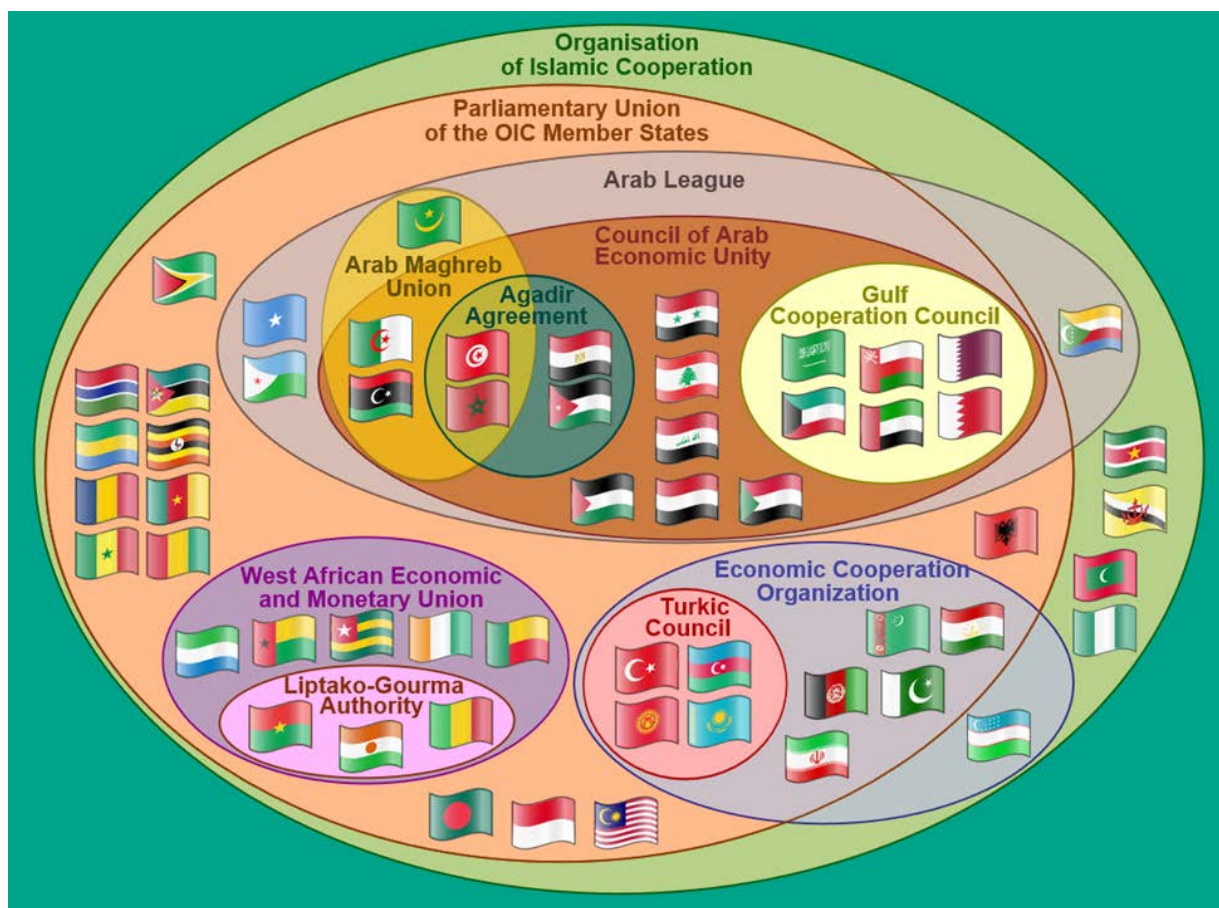 Organisation
of Islamic Cooperation
Parliamentary Union
of the OIC Member States
Arab League
Council of Arab
Economic Unity
Arab Maghreb
Union
Agadir
Agreement
Gulf
Cooperation Council
West African Economic
and Monetary Union
Liptako-Gourma
Authority
Economic Cooperation
Organization
Turkic
Council